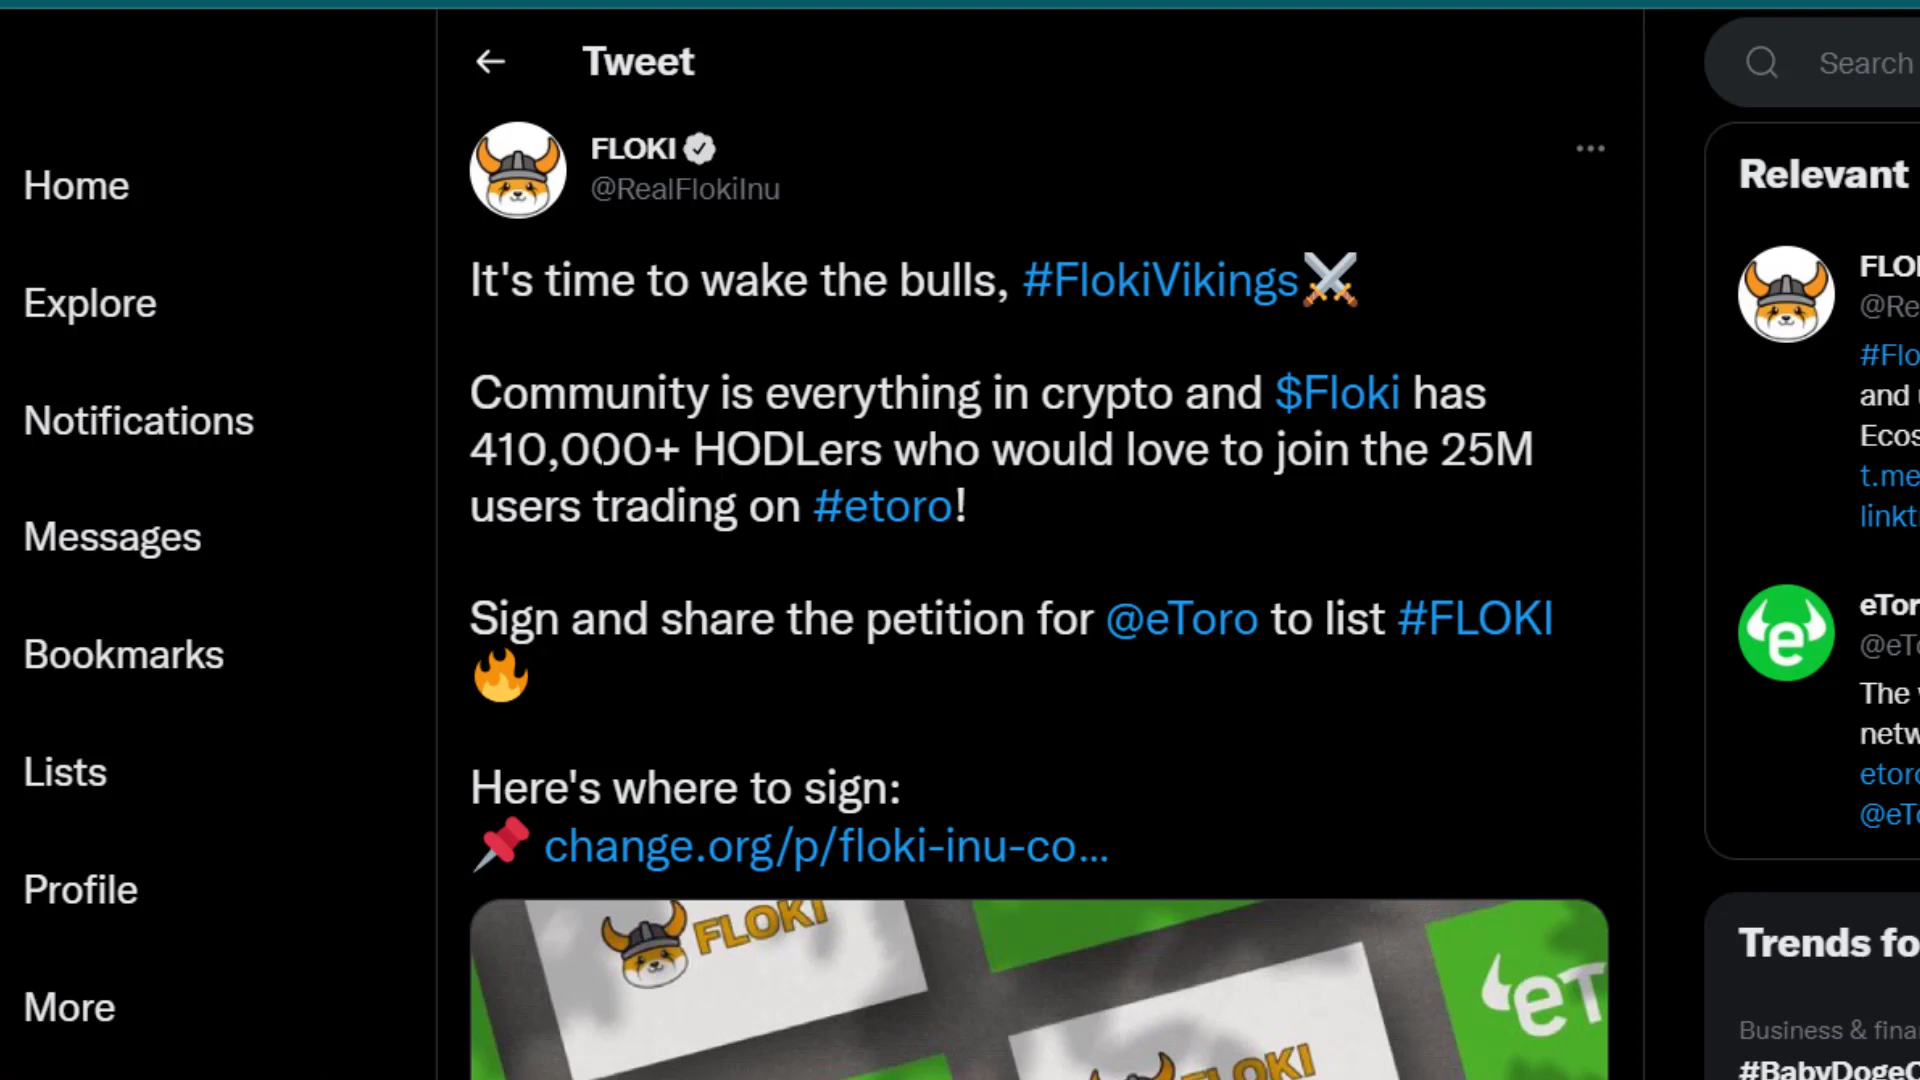 Tweet
Search
FLOKI
@RealFlokiInu
Relevant
Home
Explore
Notifications
Messages
Bookmarks
Lists
Profile
More
It's time to wake the bulls, #FlokiVikings⚔️
Community is everything in crypto and $Floki has
410,000+ HODLers who would love to join the 25M
users trading on #etoro!
Sign and share the petition for @eToro to list #FLOKI
🔥
Here's where to sign:
📌 change.org/p/floki-inu-co...
FLOKI
eT
FLOKI
FLO
@Re
#Flo
and
Ecos
t.me
linkt
e
eTor
@eTo
The
netw
etoro
@eTo
Trends fo
Business & fina
#BabyDogeC